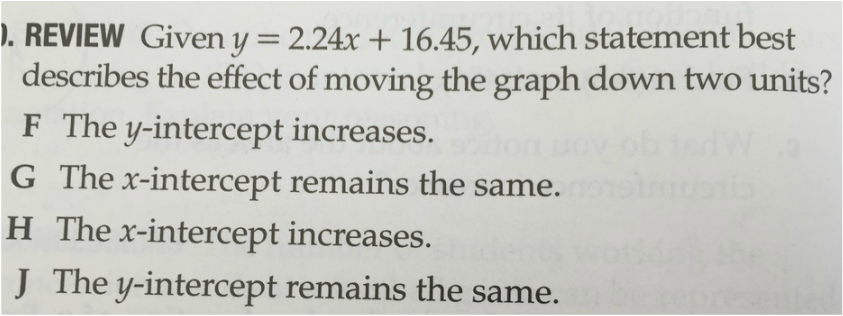 . REVIEW Given y = 2.24x + 16.45, which statement best
describes the effect of moving the graph down two units?
F The y-intercept increases.
G The x-intercept remains the same.
H The x-intercept increases.
J The y-intercept remains the same.